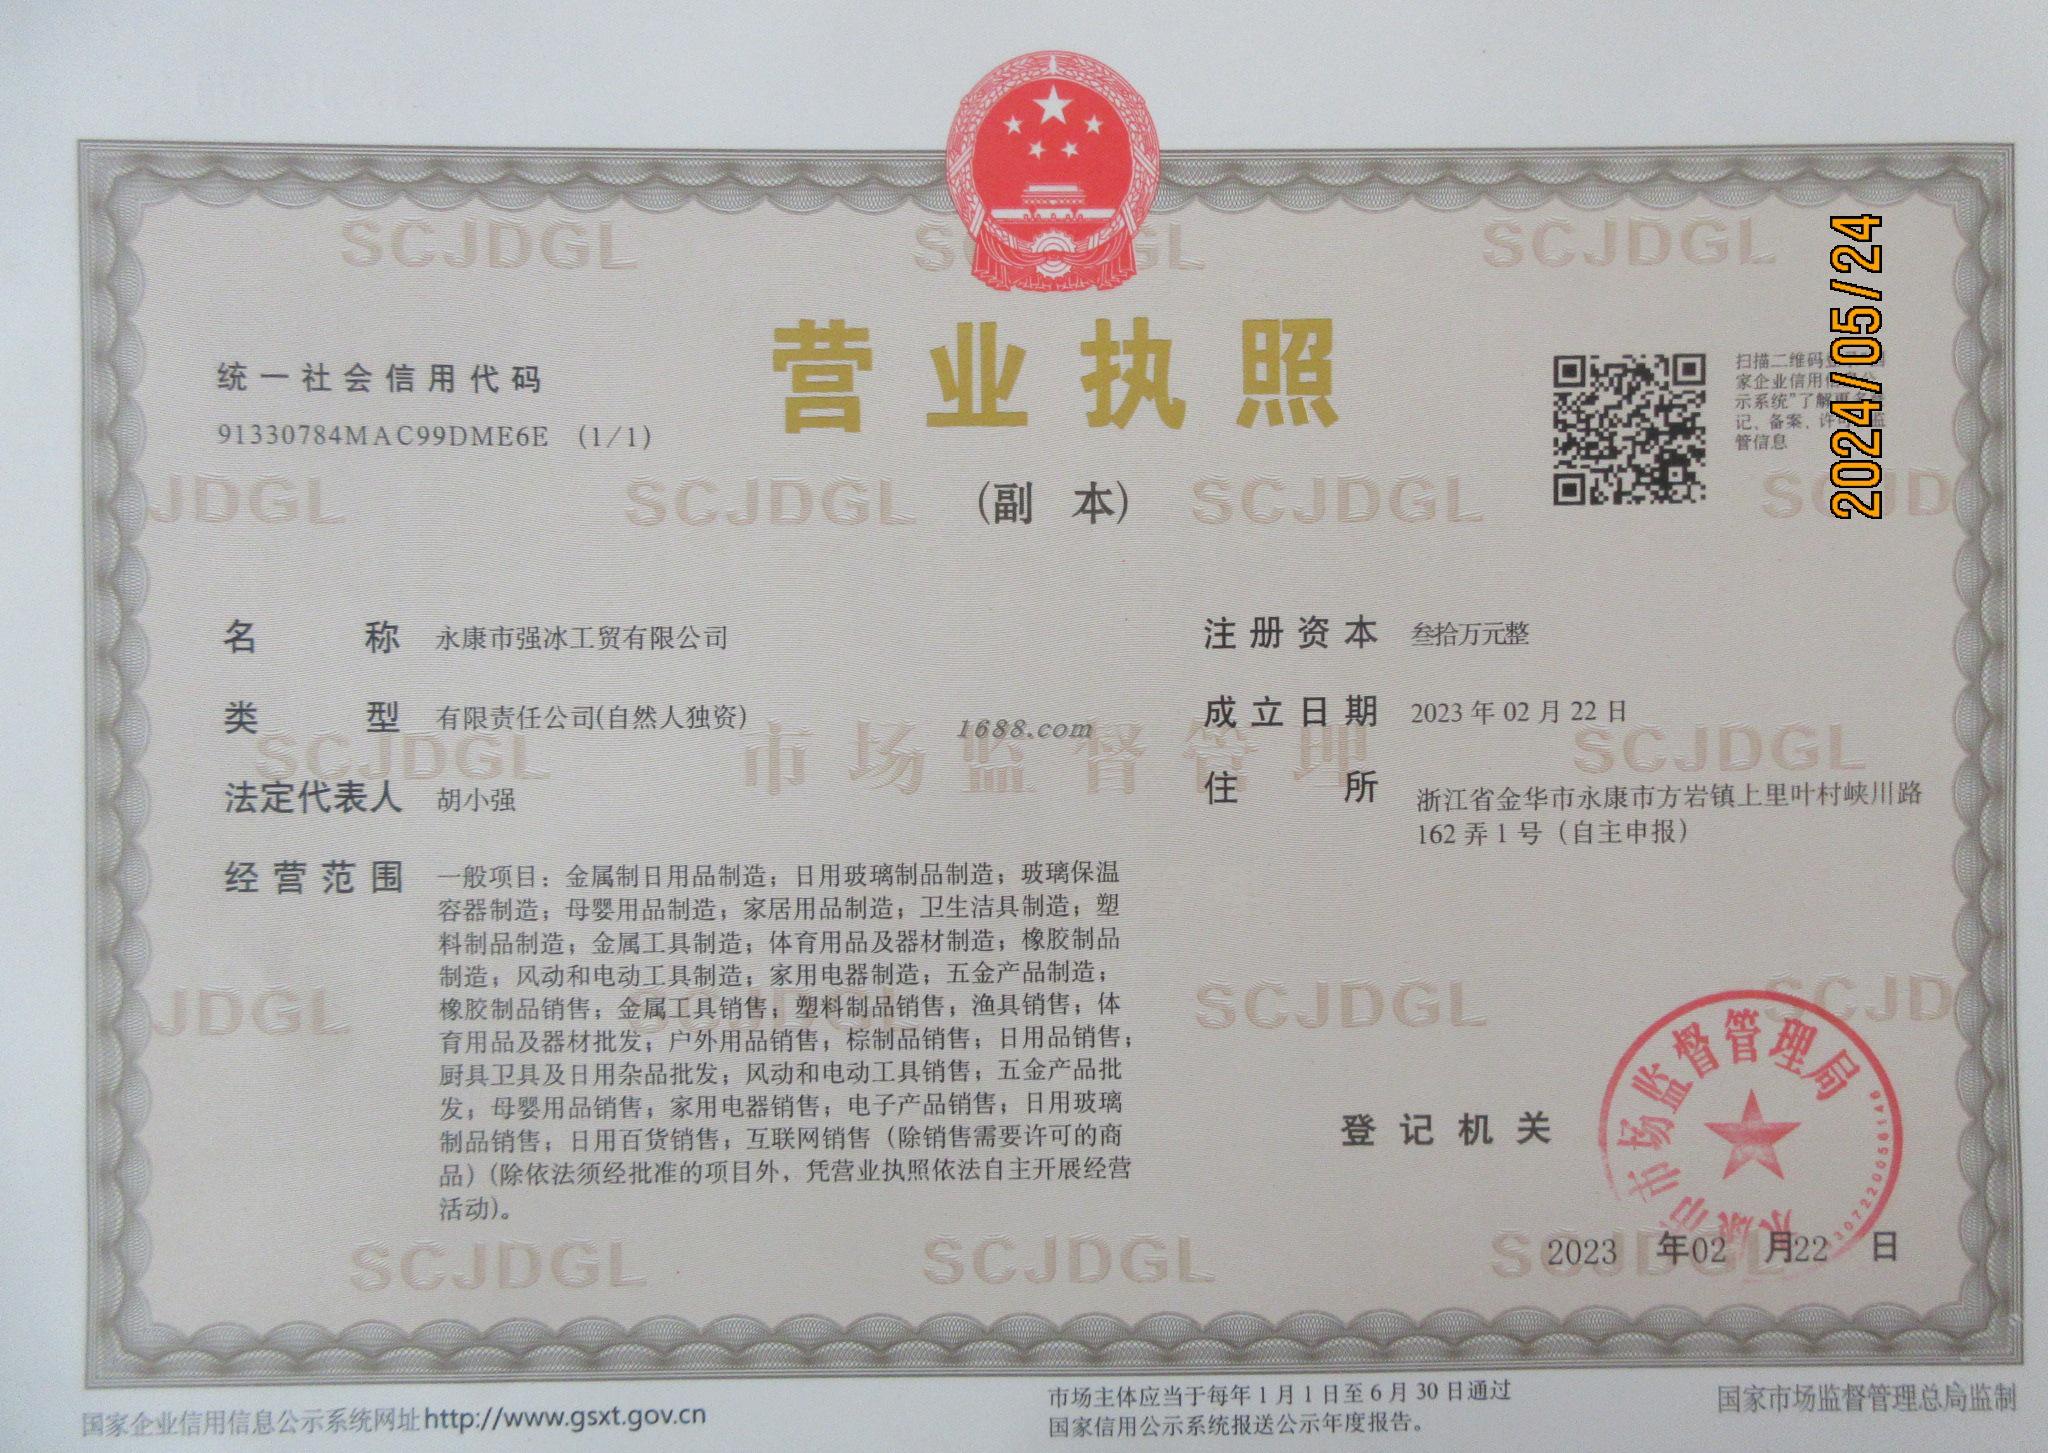 2024/05/24
营业执照
(副 本)
统一社会信用代码
91330784MAC99DME6E (1/1)
家企业信用信息公
示系统"了解更多登
记、备案、许可、监
管信息
名称 永康市强冰工贸有限公司
类型 有限责任公司(自然人独资)
法定代表人 胡小强
经营范围 一般项目：金属制日用品制造；日用玻璃制品制造；玻璃保温
容器制造；母婴用品制造；家居用品制造；卫生洁具制造；塑
料制品制造；金属工具制造；体育用品及器材制造；橡胶制品
制造；风动和电动工具制造；家用电器制造；五金产品制造；
橡胶制品销售；金属工具销售；塑料制品销售；渔具销售；体
育用品及器材批发；户外用品销售；棕制品销售；日用品销售；
厨具卫具及日用杂品批发；风动和电动工具销售；五金产品批
发；母婴用品销售；家用电器销售；电子产品销售；日用玻璃
制品销售；日用百货销售；互联网销售（除销售需要许可的商
品）(除依法须经批准的项目外，凭营业执照依法自主开展经营
活动)。
注册资本 叁拾万元整
成立日期 2023 年 02 月 22 日
住所 浙江省金华市永康市方岩镇上里叶村峡川路
162 弄 1 号（自主申报）
1688.com
市场监督管理
SCJDGL
登记机关
永康市市场监督管理局
2023 年02 月22 日
国家企业信用信息公示系统网址http://www.gsxt.gov.cn
市场主体应当于每年 1 月 1 日至 6 月 30 日通过
国家信用公示系统报送公示年度报告。
国家市场监督管理总局监制